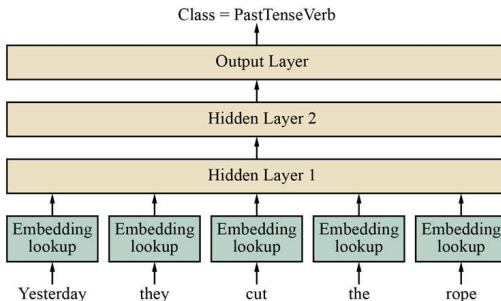 Class = PastTenseVerb
Output Layer
Hidden Layer 2
Hidden Layer 1
Embedding lookup
Embedding lookup
Embedding lookup
Embedding lookup
Embedding lookup
Yesterday they cut the rope